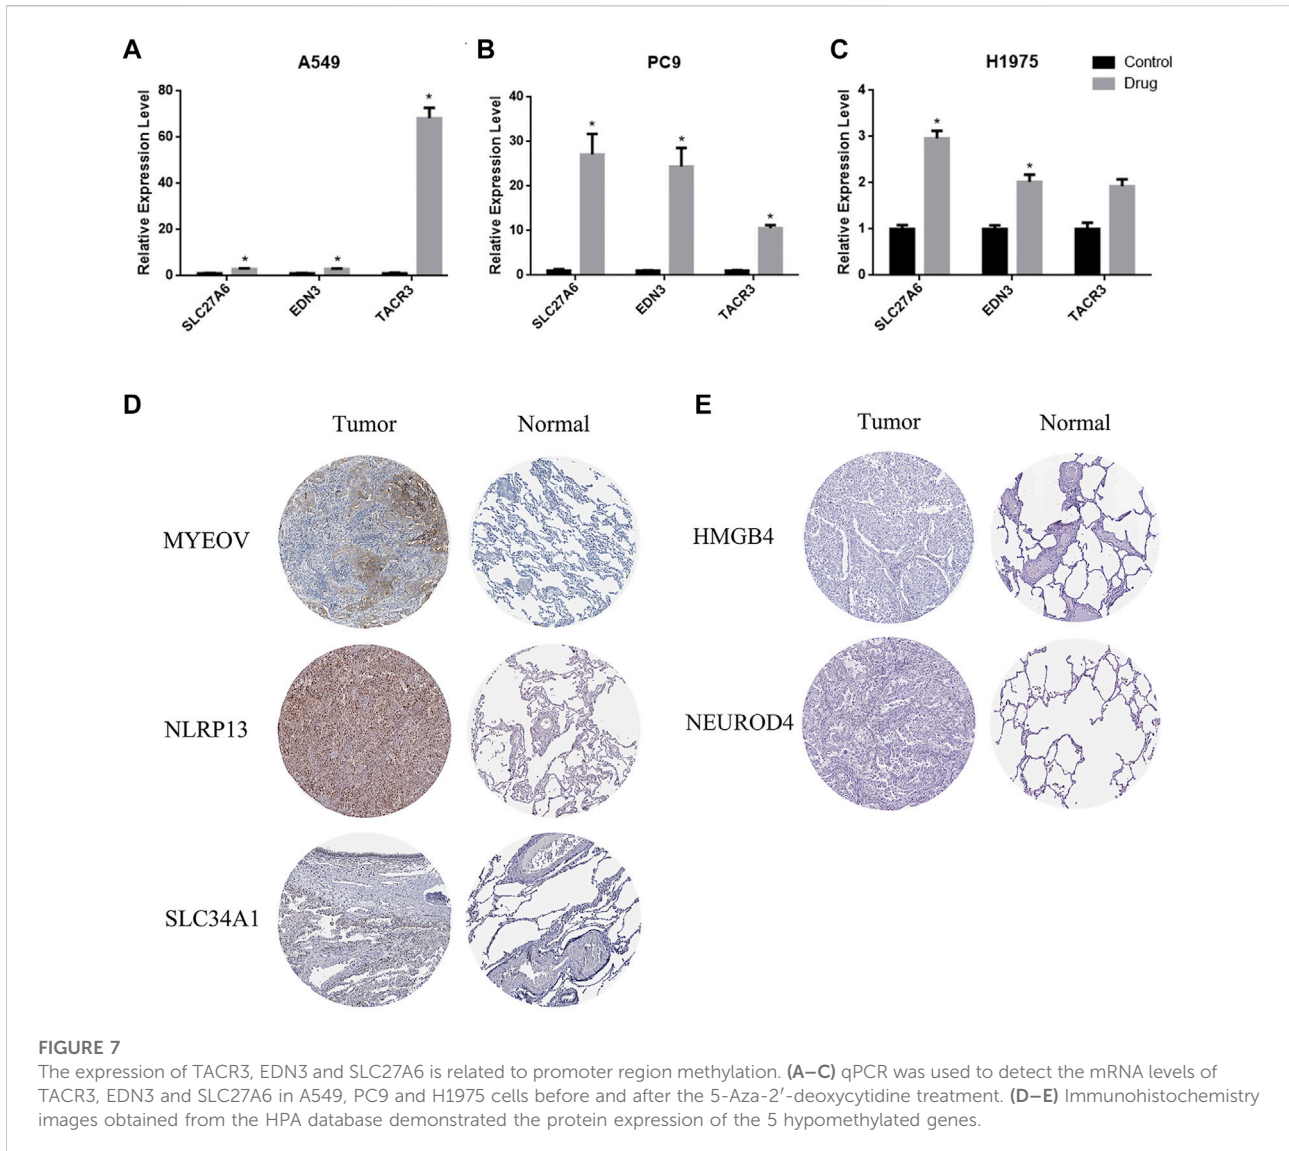 A
A549
Relative Expression Level
80
60
40
20
0
*
*
*
SLC27A6
EDN3
TACR3
B
PC9
Relative Expression Level
40
30
20
10
0
*
*
*
SLC27A6
EDN3
TACR3
C
H1975
Control
Drug
Relative Expression Level
4
3
2
1
0
*
*
SLC27A6
EDN3
TACR3
D
Tumor Normal
MYEOV
NLRP13
SLC34A1
E
Tumor Normal
HMGB4
NEUROD4
FIGURE 7
The expression of TACR3, EDN3 and SLC27A6 is related to promoter region methylation. (A–C) qPCR was used to detect the mRNA levels of
TACR3, EDN3 and SLC27A6 in A549, PC9 and H1975 cells before and after the 5-Aza-2′-deoxycytidine treatment. (D–E) Immunohistochemistry
images obtained from the HPA database demonstrated the protein expression of the 5 hypomethylated genes.